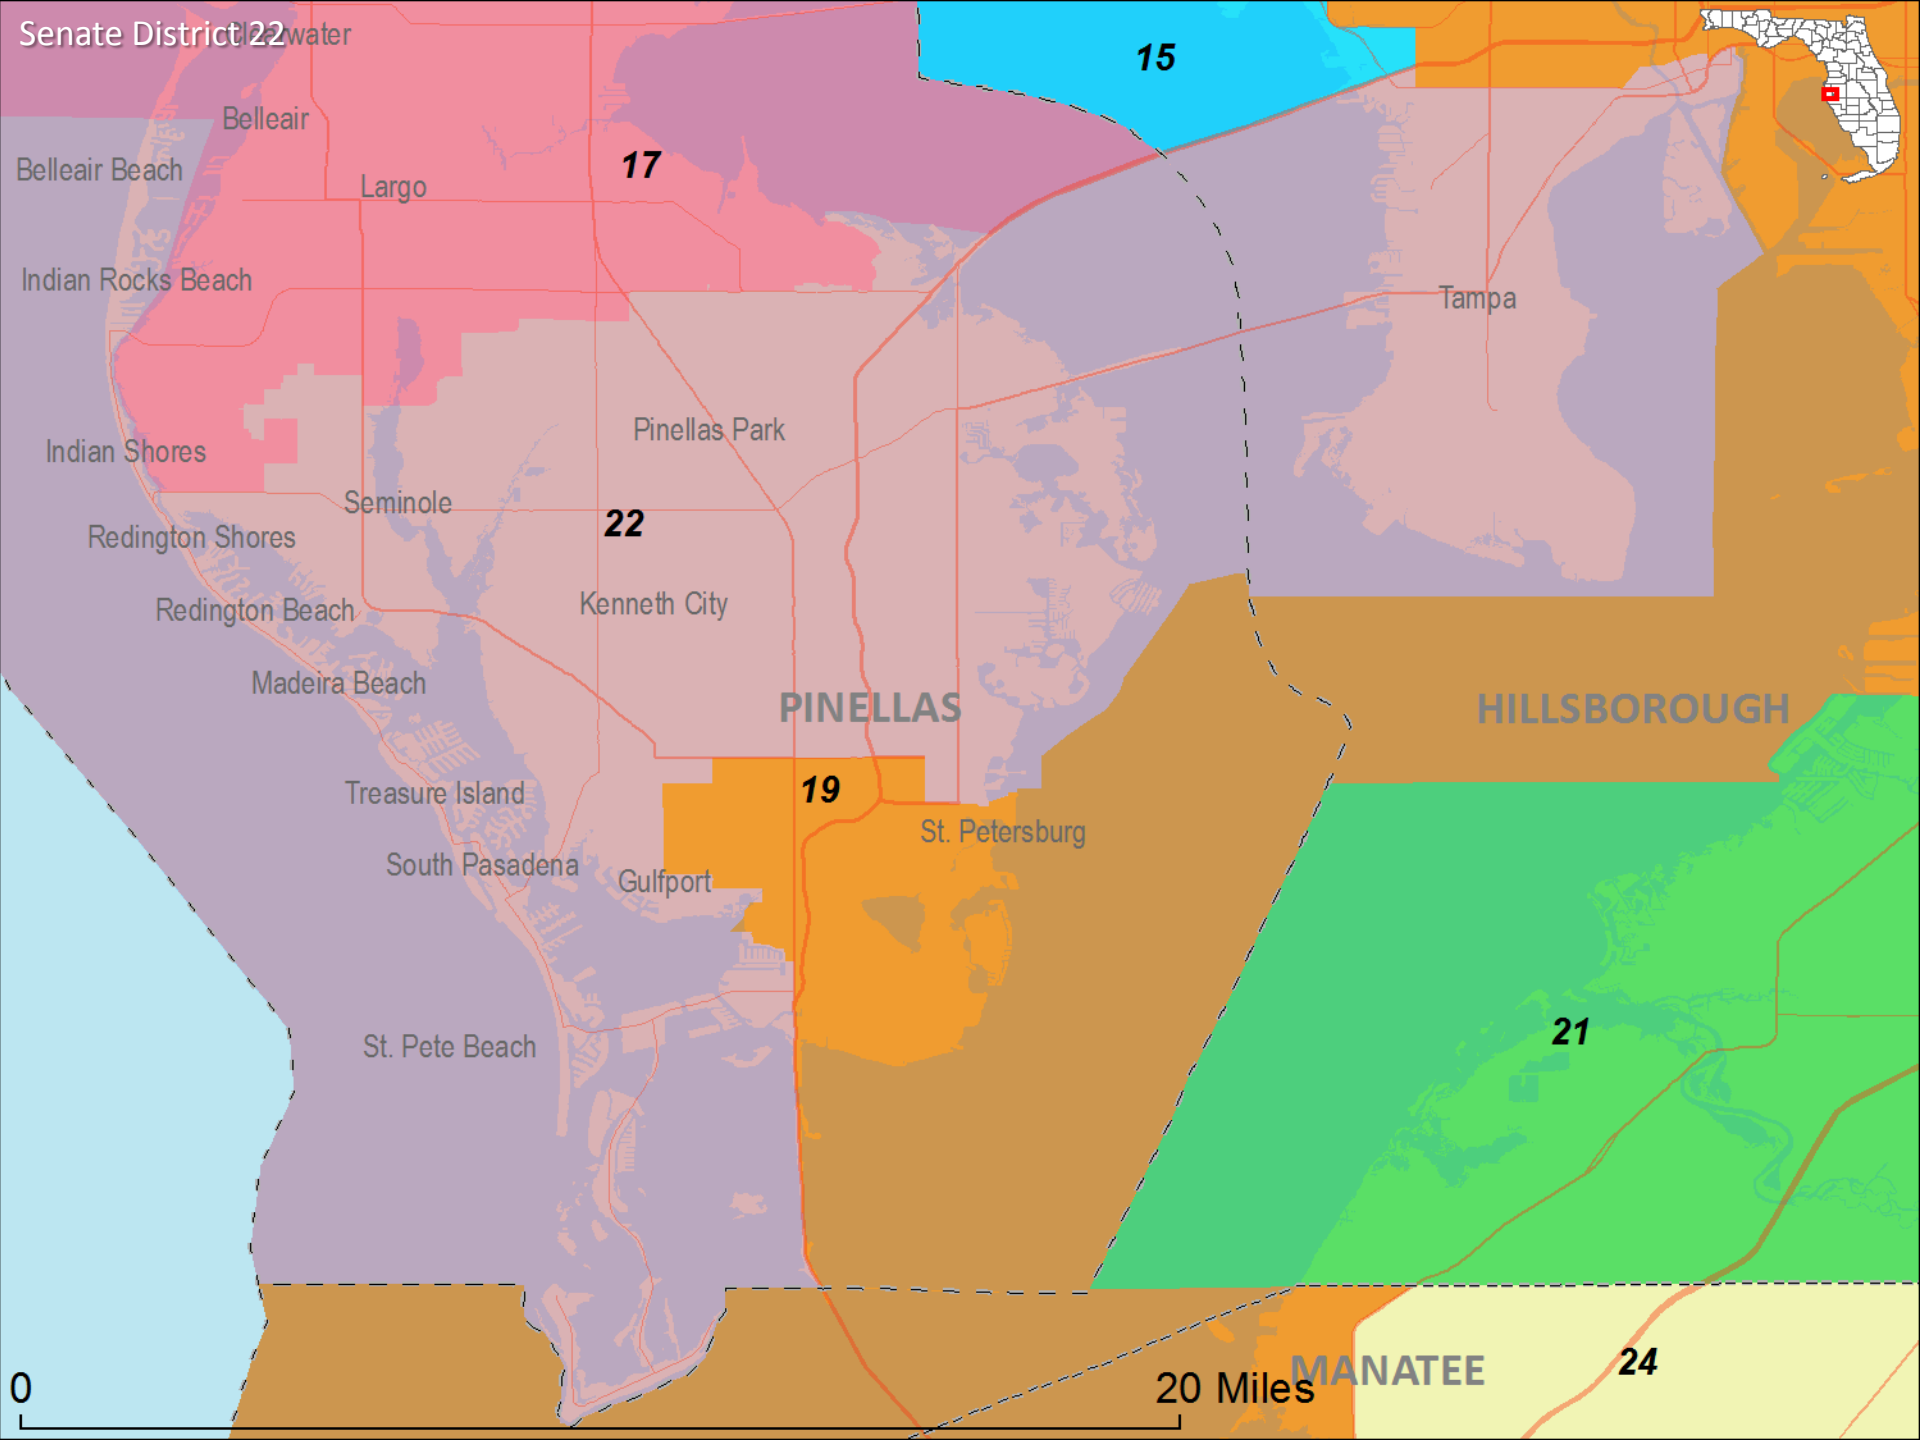 Senate District 22
Clearwater
15
Belleair
Belleair Beach
17
Largo
Indian Rocks Beach
Tampa
Pinellas Park
Indian Shores
Seminole
22
Redington Shores
Kenneth City
Redington Beach
Madeira Beach
PINELLAS
HILLSBOROUGH
Treasure Island
19
St. Petersburg
South Pasadena
Gulfport
21
St. Pete Beach
24
MANATEE
0
20 Miles